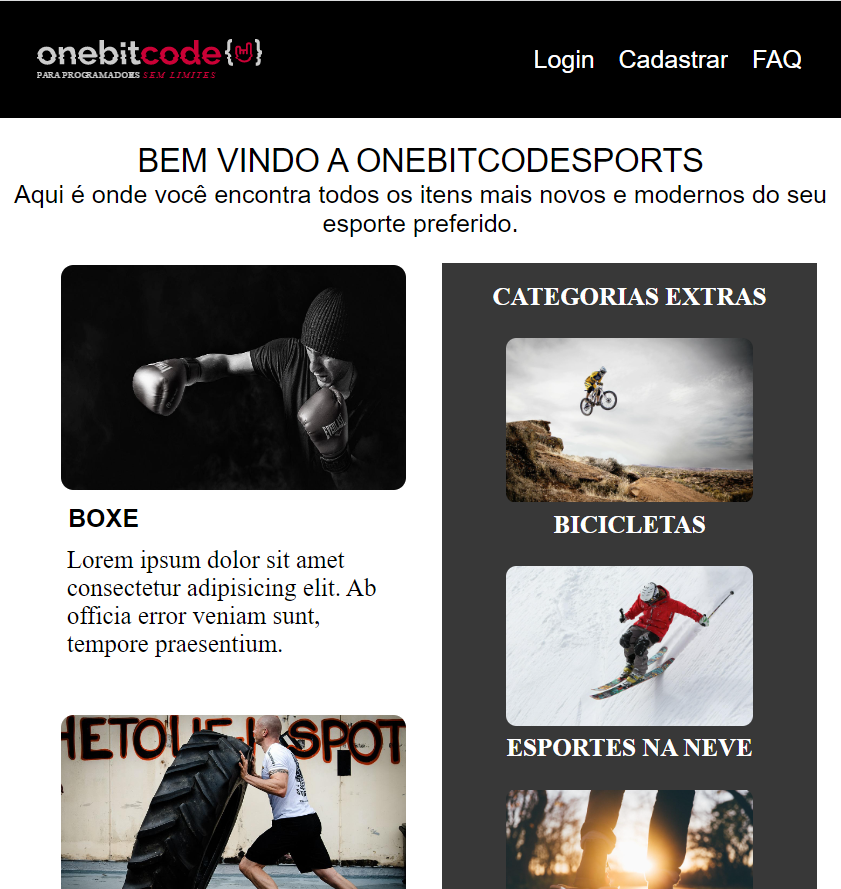 onebitcode{}
PARA PROGRAMADORES SEM LIMITES
Login Cadastrar FAQ
BEM VINDO A ONEBITCODESPORTS
Aqui é onde você encontra todos os itens mais novos e modernos do seu
esporte preferido.
BOXE
Lorem ipsum dolor sit amet
consectetur adipisicing elit. Ab
officia error veniam sunt,
tempore praesentium.
SPOT
CATEGORIAS EXTRAS
BICICLETAS
ESPORTES NA NEVE